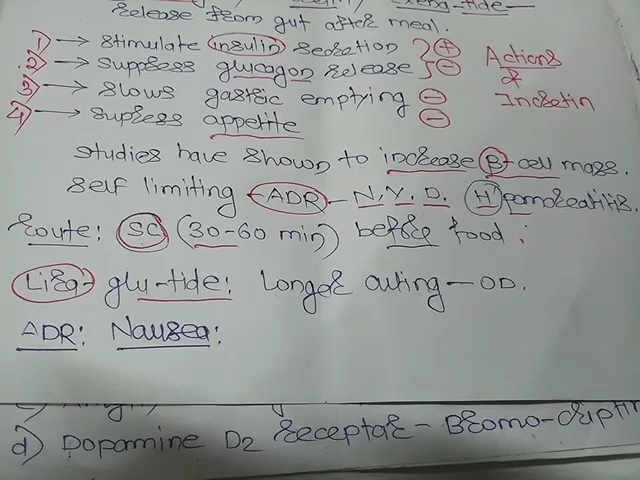 -tide-
Release from gut after meal.
1 → stimulate insulin secretion } ⊕ Actions
2 → suppress glucagon release } ⊖ of
3 → slows gastric emptying ⊖ Incretin
4 → supress appetite ⊖
studies have shown to increase β-cell mass.
self limiting -ADR- N.Y.D. (H) pancreatitis.
Route: SC (30-60 min) before food :
Lira-glu-tide: Longer acting - OD.
ADR: Nausea:
d) Dopamine D2 Receptor - Bromo-criptin